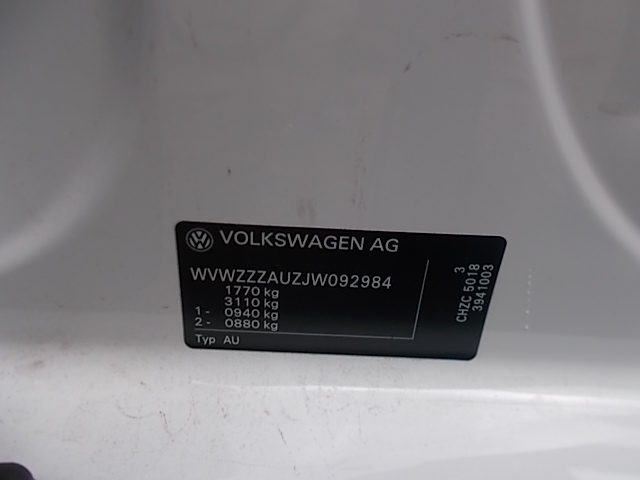 VOLKSWAGEN AG
WVWZZZAUZJW092984
1770 kg
3110 kg
1 - 0940 kg
2 - 0880 kg
Typ AU
3
CHZC 5018
3941003